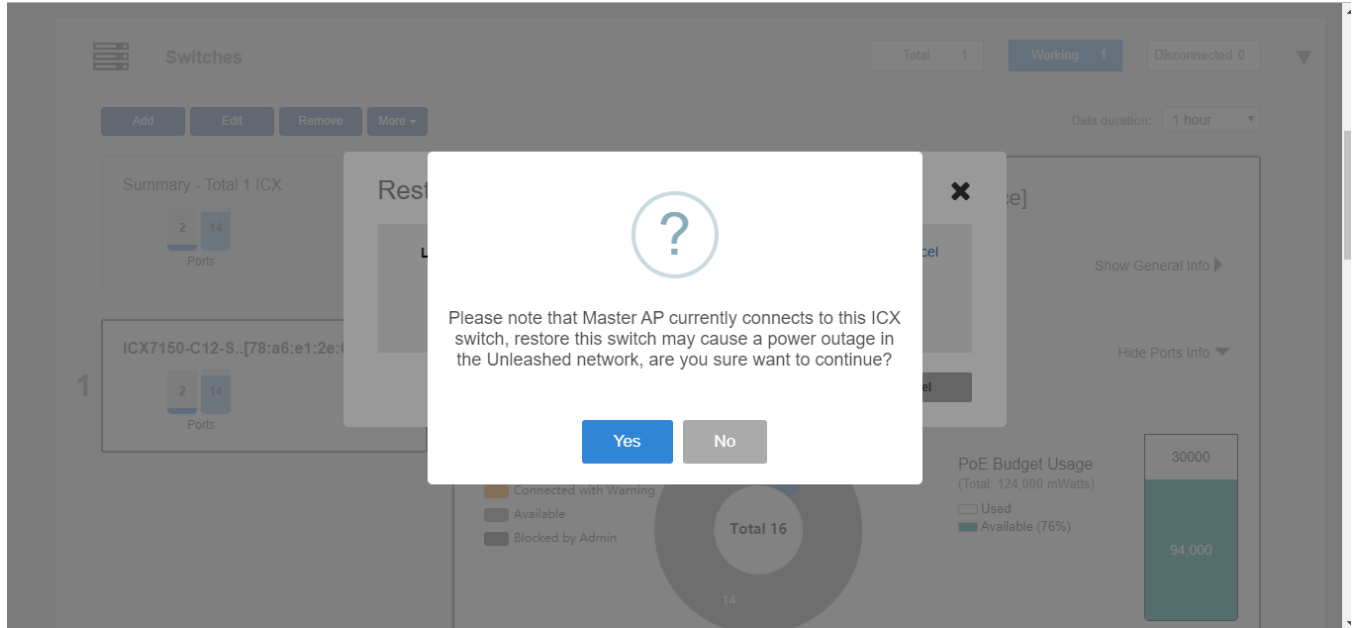 Switches
Total 1
Working 1
Disconnected 0
Add
Edit
Remove
More
Data duration: 1 hour
Summary - Total 1 ICX
2 14
Ports
Rest
ce]
cel
Show General Info
?
Please note that Master AP currently connects to this ICX
switch, restore this switch may cause a power outage in
the Unleashed network, are you sure want to continue?
Yes
No
ICX7150-C12-S..[78:a6:e1:2e:
Hide Ports Info
1
2 14
Ports
el
PoE Budget Usage
(Total: 124,000 mWatts)
Used
Available (76%)
30000
94,000
Connected with Warning
Available
Blocked by Admin
Total 16
14